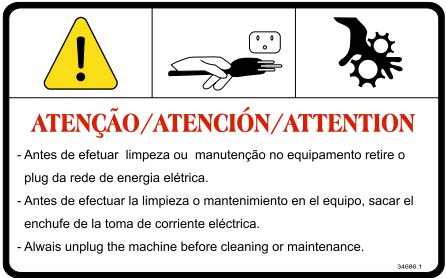 ATENÇÃO/ATENCIÓN/ATTENTION
- Antes de efetuar limpeza ou manutenção no equipamento retire o
plug da rede de energia elétrica.
- Antes de efectuar la limpieza o mantenimiento en el equipo, sacar el
enchufe de la toma de corriente eléctrica.
- Alwais unplug the machine before cleaning or maintenance.
34686.1